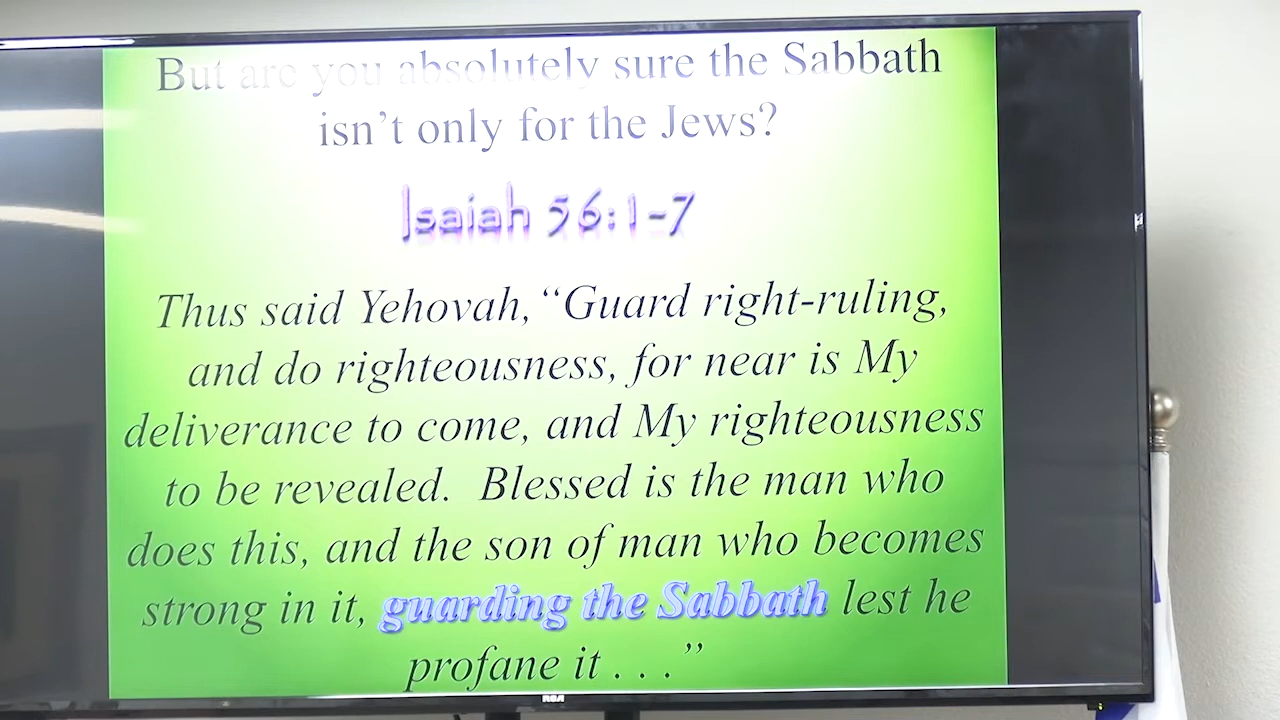 But are you absolutely sure the Sabbath
isn't only for the Jews?
Isaiah 56:1-7
Thus said Yehovah, “Guard right-ruling,
and do righteousness, for near is My
deliverance to come, and My righteousness
to be revealed. Blessed is the man who
does this, and the son of man who becomes
strong in it, guarding the Sabbath lest he
profane it . . .”
RCA